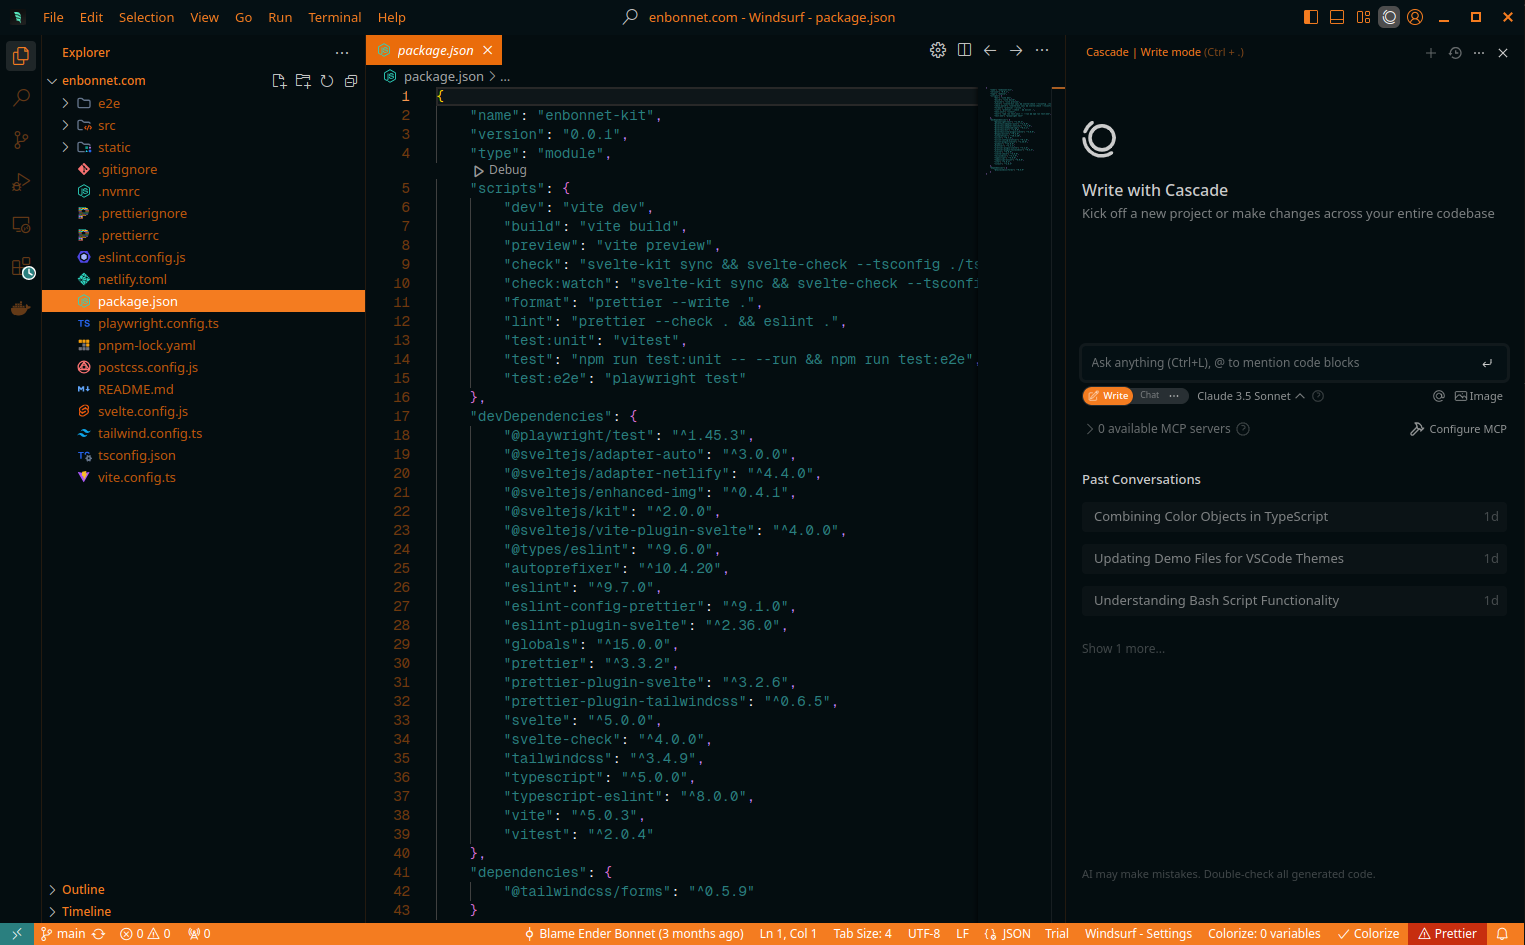 File Edit Selection View Go Run Terminal Help
enbonnet.com - Windsurf - package.json
Explorer
enbonnet.com
e2e
src
static
.gitignore
.nvmrc
.prettierignore
.prettierrc
eslint.config.js
netlify.toml
package.json
playwright.config.ts
pnpm-lock.yaml
postcss.config.js
README.md
svelte.config.js
tailwind.config.ts
tsconfig.json
vite.config.ts
Outline
Timeline
package.json
package.json > ...
1 {
2 "name": "enbonnet-kit",
3 "version": "0.0.1",
4 "type": "module",
Debug
5 "scripts": {
6 "dev": "vite dev",
7 "build": "vite build",
8 "preview": "vite preview",
9 "check": "svelte-kit sync && svelte-check --tsconfig ./ts
10 "check:watch": "svelte-kit sync && svelte-check --tsconfi
11 "format": "prettier --write .",
12 "lint": "prettier --check . && eslint .",
13 "test:unit": "vitest",
14 "test": "npm run test:unit -- --run && npm run test:e2e",
15 "test:e2e": "playwright test"
16 },
17 "devDependencies": {
18 "@playwright/test": "^1.45.3",
19 "@sveltejs/adapter-auto": "^3.0.0",
20 "@sveltejs/adapter-netlify": "^4.4.0",
21 "@sveltejs/enhanced-img": "^0.4.1",
22 "@sveltejs/kit": "^2.0.0",
23 "@sveltejs/vite-plugin-svelte": "^4.0.0",
24 "@types/eslint": "^9.6.0",
25 "autoprefixer": "^10.4.20",
26 "eslint": "^9.7.0",
27 "eslint-config-prettier": "^9.1.0",
28 "eslint-plugin-svelte": "^2.36.0",
29 "globals": "^15.0.0",
30 "prettier": "^3.3.2",
31 "prettier-plugin-svelte": "^3.2.6",
32 "prettier-plugin-tailwindcss": "^0.6.5",
33 "svelte": "^5.0.0",
34 "svelte-check": "^4.0.0",
35 "tailwindcss": "^3.4.9",
36 "typescript": "^5.0.0",
37 "typescript-eslint": "^8.0.0",
38 "vite": "^5.0.3",
39 "vitest": "^2.0.4"
40 },
41 "dependencies": {
42 "@tailwindcss/forms": "^0.5.9"
43 }
Cascade | Write mode (Ctrl + .)
Write with Cascade
Kick off a new project or make changes across your entire codebase
Ask anything (Ctrl+L), @ to mention code blocks
Write Chat ... Claude 3.5 Sonnet Image
0 available MCP servers Configure MCP
Past Conversations
Combining Color Objects in TypeScript 1d
Updating Demo Files for VSCode Themes 1d
Understanding Bash Script Functionality 1d
Show 1 more...
AI may make mistakes. Double-check all generated code.
main 0 0 0 Blame Ender Bonnet (3 months ago) Ln 1, Col 1 Tab Size: 4 UTF-8 LF JSON Trial Windsurf - Settings Colorize: 0 variables Colorize Prettier